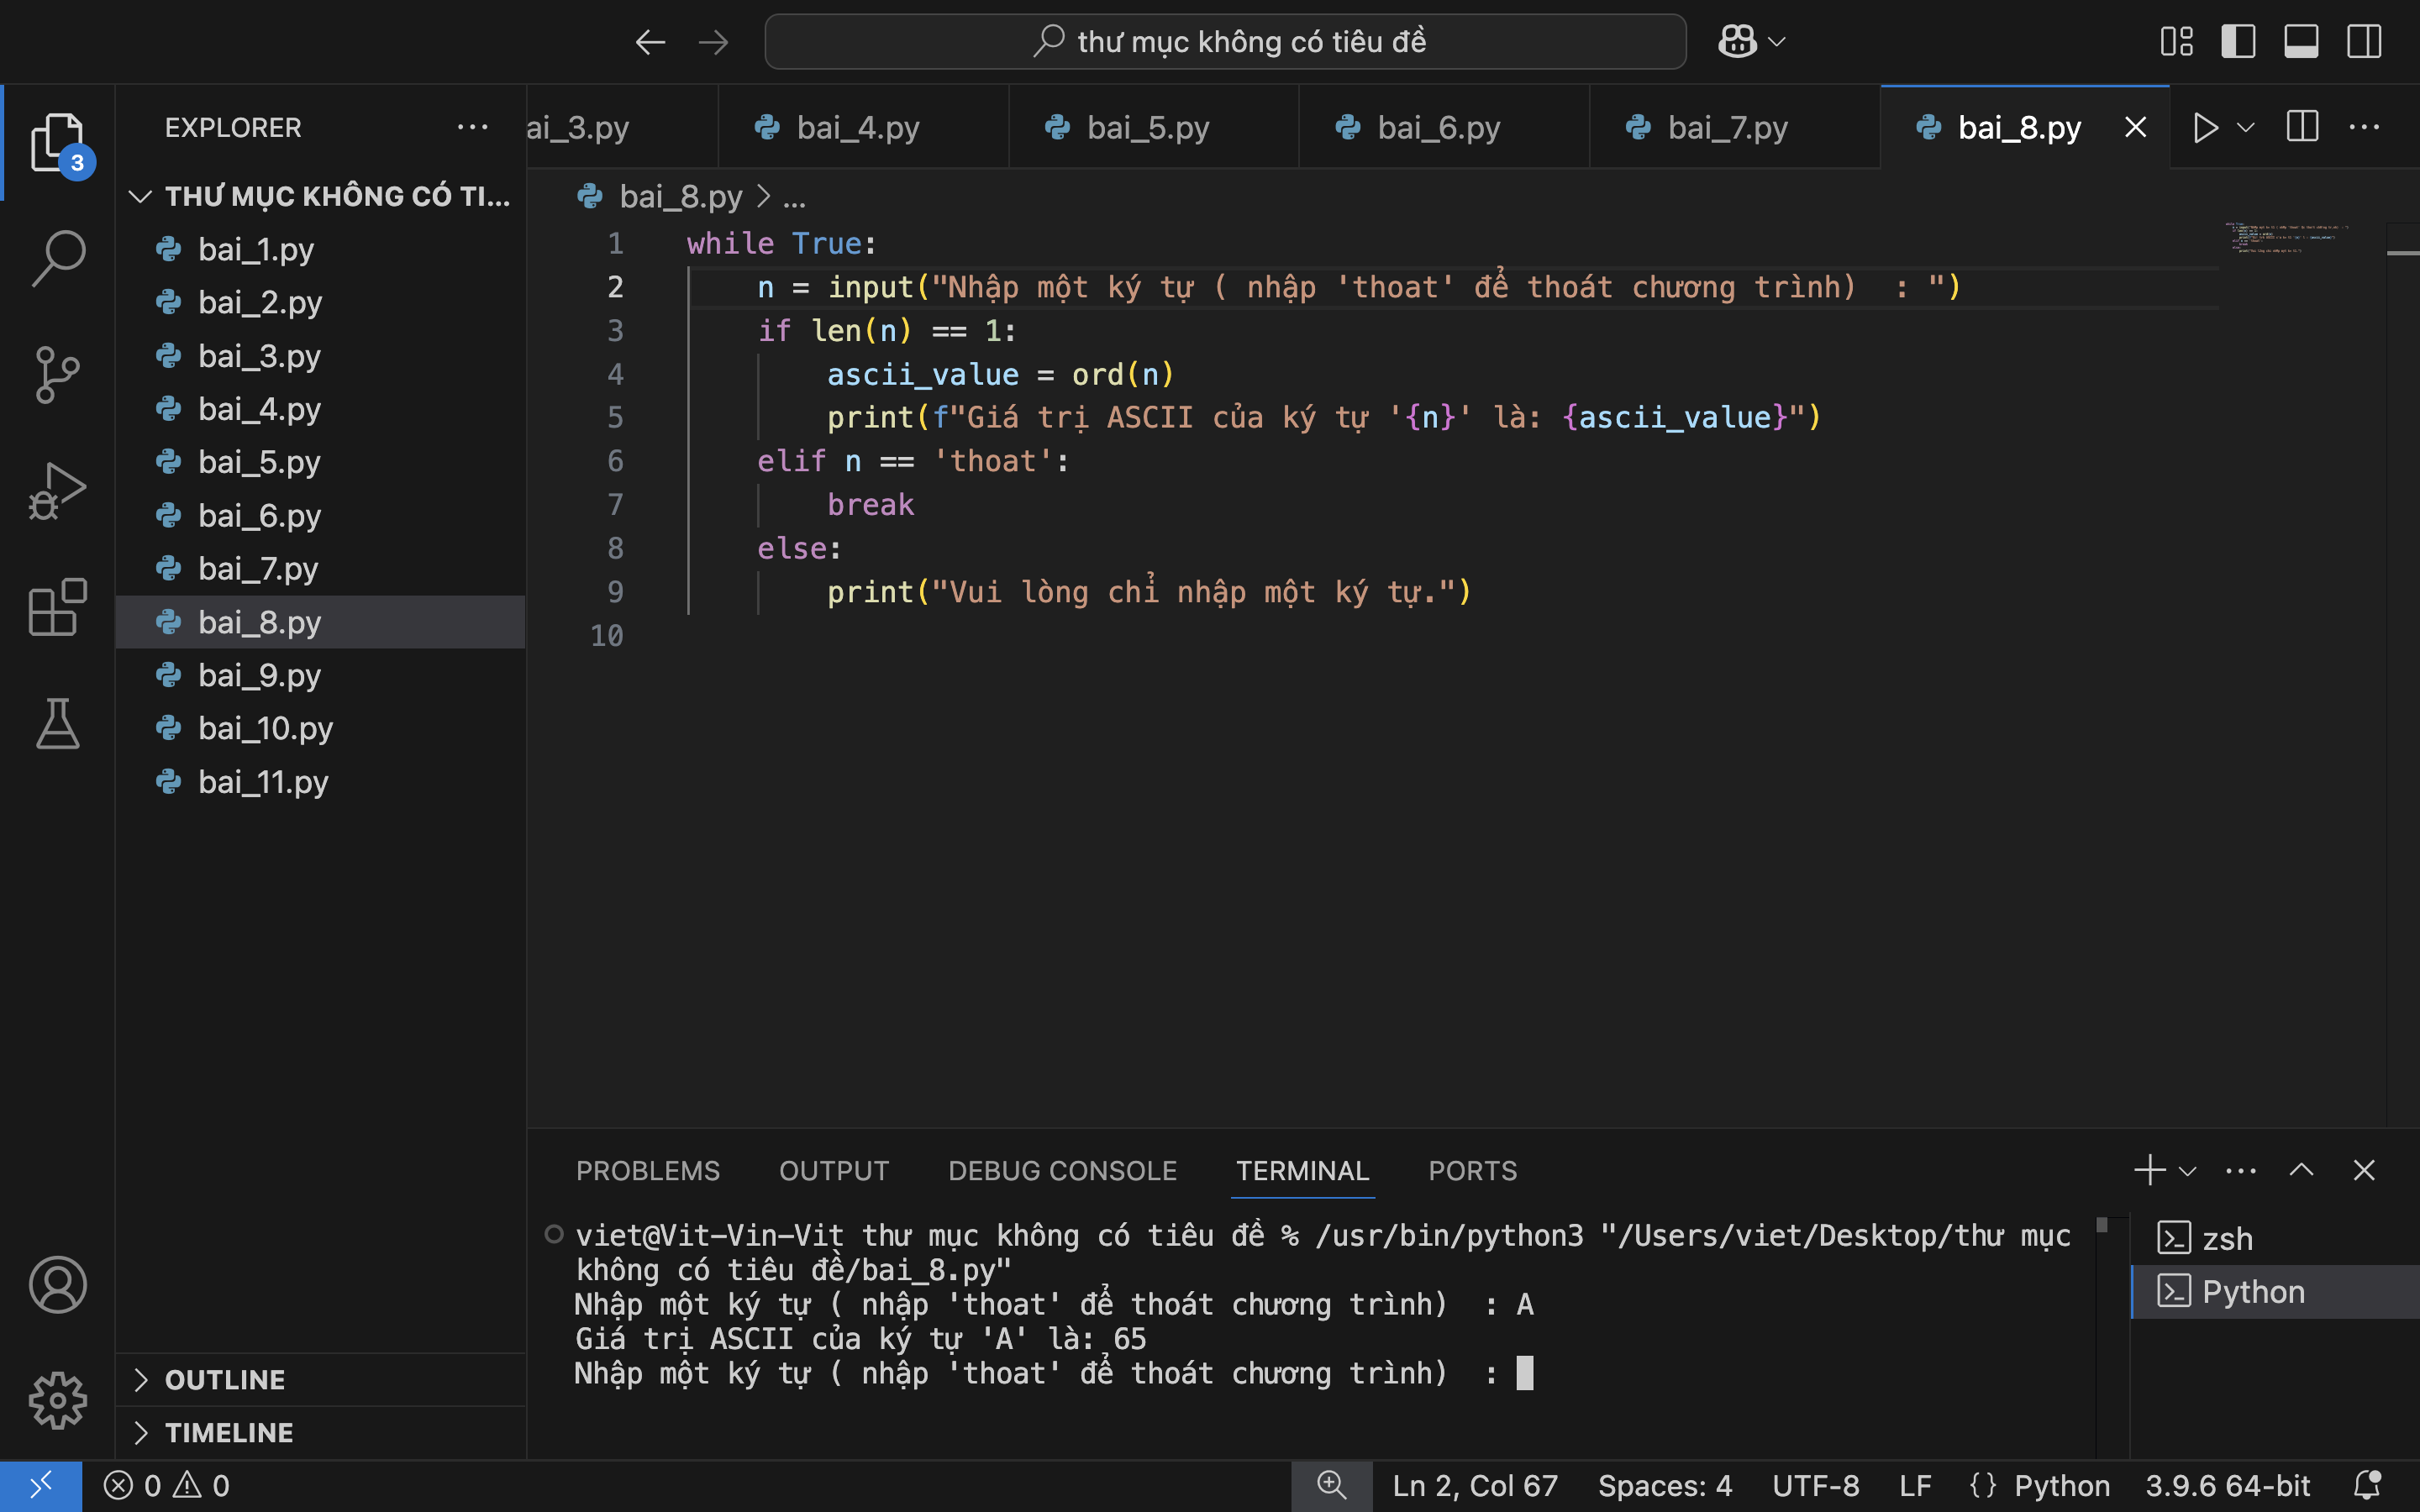 thư mục không có tiêu đề
EXPLORER
3
THƯ MỤC KHÔNG CÓ TI...
bai_1.py
bai_2.py
bai_3.py
bai_4.py
bai_5.py
bai_6.py
bai_7.py
bai_8.py
bai_9.py
bai_10.py
bai_11.py
OUTLINE
TIMELINE
ai_3.py bai_4.py bai_5.py bai_6.py bai_7.py bai_8.py
bai_8.py > ...
1 while True:
2 n = input("Nhập một ký tự ( nhập 'thoat' để thoát chương trình)  : ")
3 if len(n) == 1:
4 ascii_value = ord(n)
5 print(f"Giá trị ASCII của ký tự '{n}' là: {ascii_value}")
6 elif n == 'thoat':
7 break
8 else:
9 print("Vui lòng chỉ nhập một ký tự.")
10
PROBLEMS OUTPUT DEBUG CONSOLE TERMINAL PORTS
viet@Vit-Vin-Vit thư mục không có tiêu đề % /usr/bin/python3 "/Users/viet/Desktop/thư mục
không có tiêu đề/bai_8.py"
Nhập một ký tự ( nhập 'thoat' để thoát chương trình)  : A
Giá trị ASCII của ký tự 'A' là: 65
Nhập một ký tự ( nhập 'thoat' để thoát chương trình)  :
zsh
Python
0 0 Ln 2, Col 67 Spaces: 4 UTF-8 LF {} Python 3.9.6 64-bit